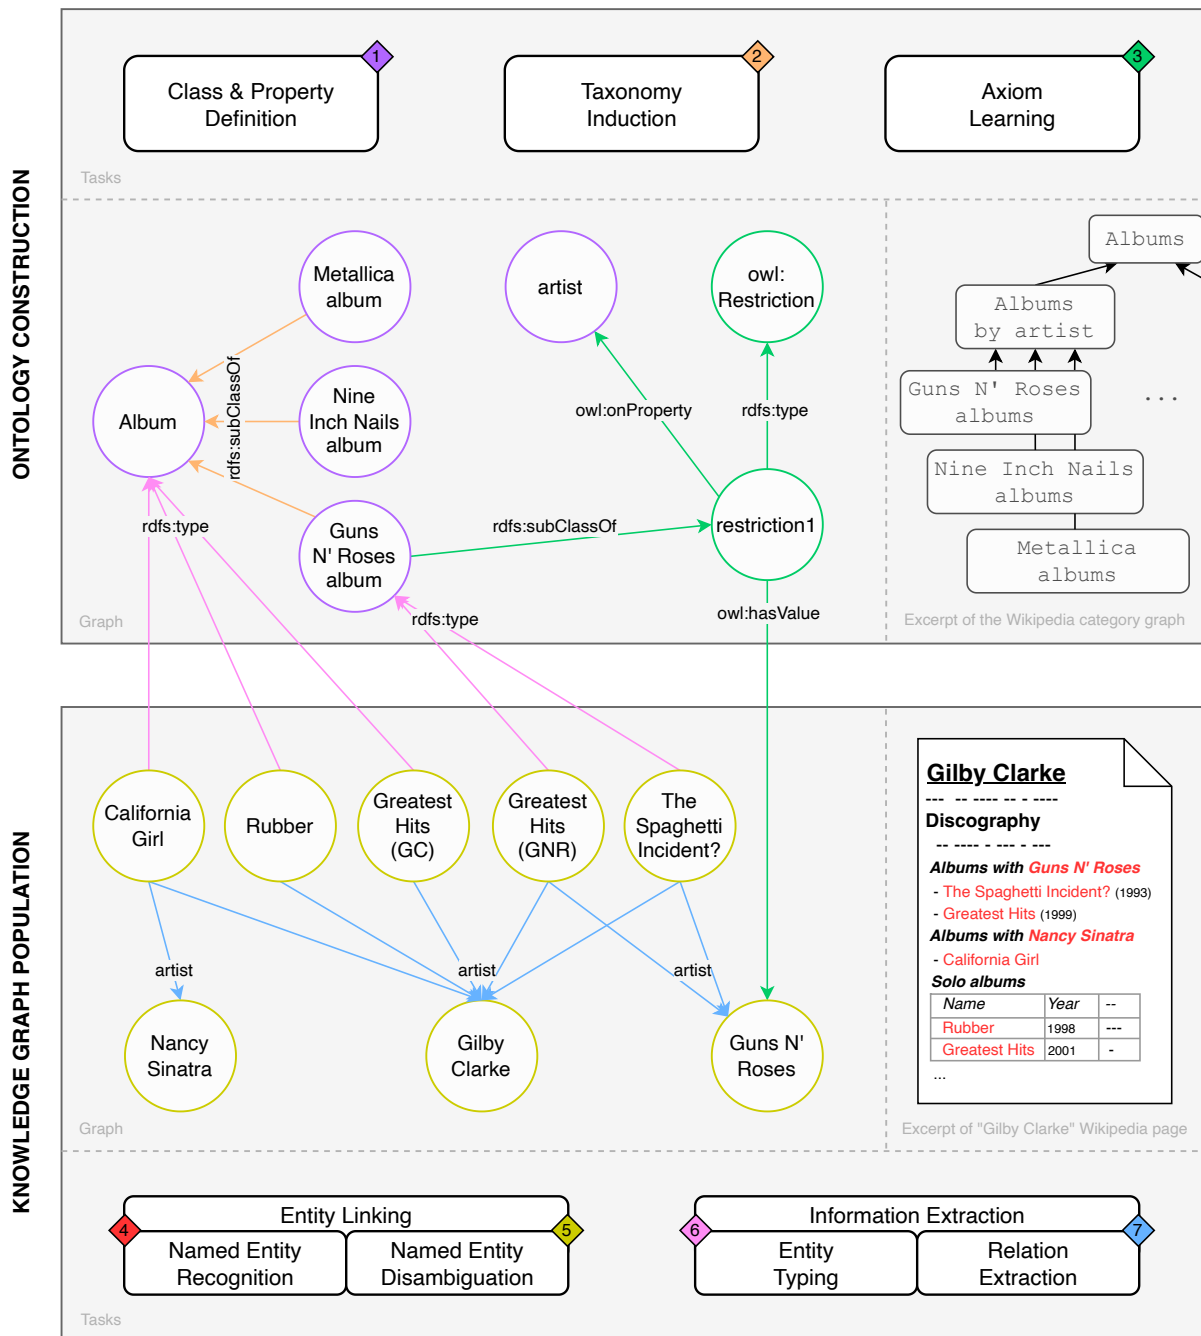 ONTOLOGY CONSTRUCTION
1
Class & Property
Definition
2
Taxonomy
Induction
3
Axiom
Learning
Tasks
Metallica
album
artist
owl:
Restriction
Album
rdfs:subClassOf
Nine
Inch Nails
album
owl:onProperty
rdfs:type
rdfs:type
Guns
N' Roses
album
rdfs:subClassOf
restriction1
rdfs:type
owl:hasValue
Graph
Albums
Albums
by artist
Guns N' Roses
albums
...
Nine Inch Nails
albums
Metallica
albums
Excerpt of the Wikipedia category graph
KNOWLEDGE GRAPH POPULATION
California
Girl
Rubber
Greatest
Hits
(GC)
Greatest
Hits
(GNR)
The
Spaghetti
Incident?
artist
artist
artist
Nancy
Sinatra
Gilby
Clarke
Guns N'
Roses
Graph
Gilby Clarke
--- -- ---- -- - ----
Discography
-- ---- - --- - ---
Albums with Guns N' Roses
- The Spaghetti Incident? (1993)
- Greatest Hits (1999)
Albums with Nancy Sinatra
- California Girl
Solo albums
Name Year --
Rubber 1998 ---
Greatest Hits 2001 -
...
Excerpt of "Gilby Clarke" Wikipedia page
Entity Linking
4
5
Named Entity
Recognition
Named Entity
Disambiguation
Information Extraction
6
7
Entity
Typing
Relation
Extraction
Tasks